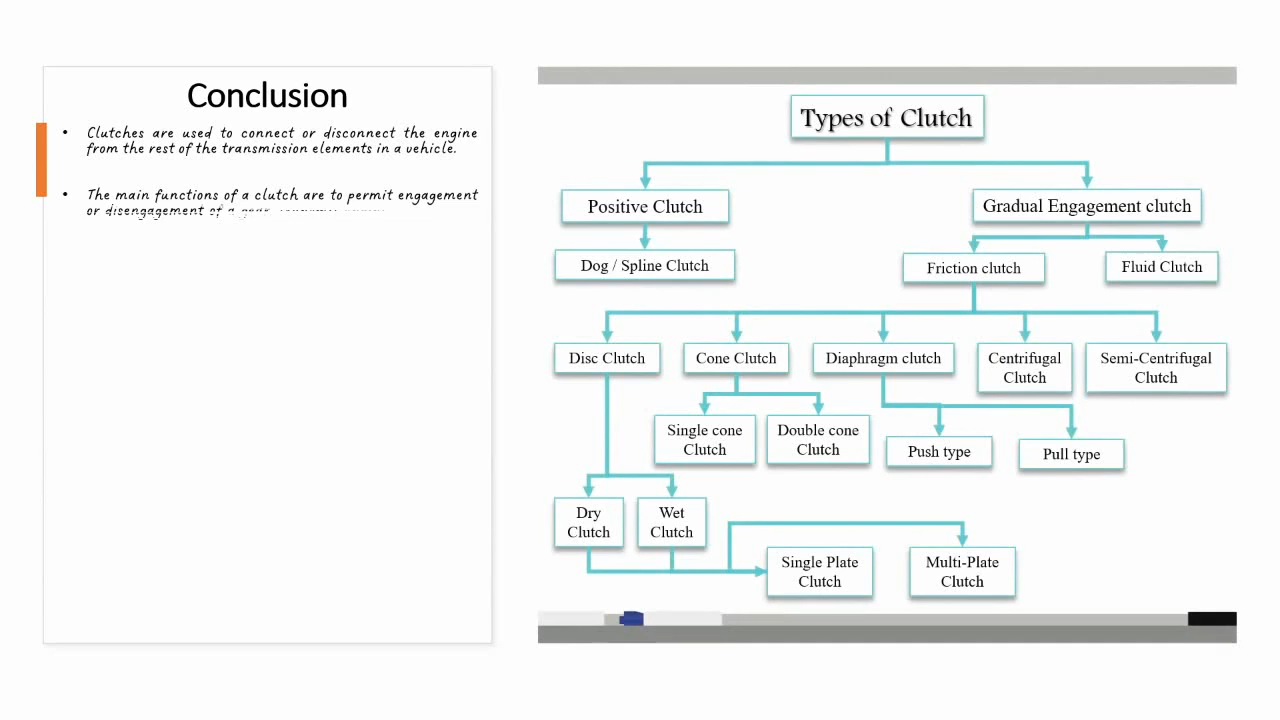 Conclusion
• Clutches are used to connect or disconnect the engine
from the rest of the transmission elements in a vehicle.
• The main functions of a clutch are to permit engagement
or disengagement of a gear
Types of Clutch
Positive Clutch
Gradual Engagement clutch
Dog / Spline Clutch
Friction clutch
Fluid Clutch
Disc Clutch
Cone Clutch
Diaphragm clutch
Centrifugal
Clutch
Semi-Centrifugal
Clutch
Single cone
Clutch
Double cone
Clutch
Push type
Pull type
Dry
Clutch
Wet
Clutch
Single Plate
Clutch
Multi-Plate
Clutch